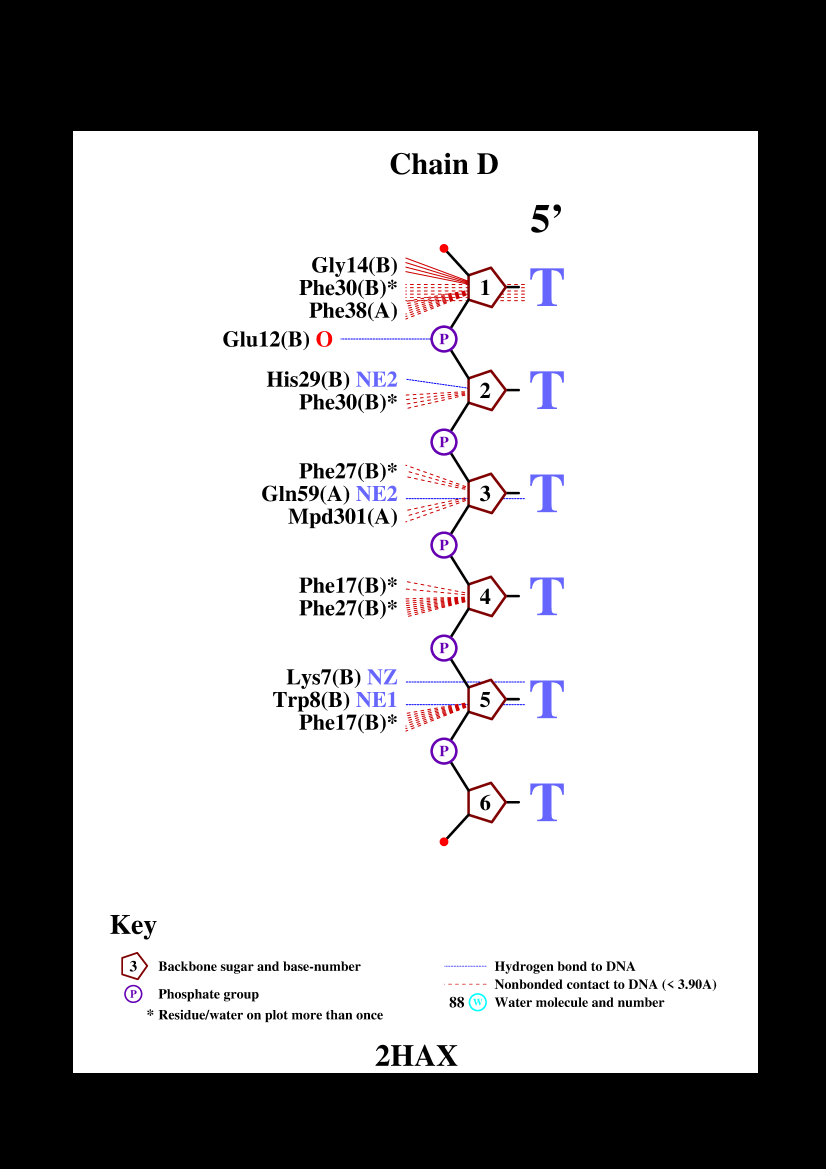 Chain D
5’
Gly14(B)
Phe30(B)* 1 T
Phe38(A)
Glu12(B) O P
His29(B) NE2 2 T
Phe30(B)*
P
Phe27(B)*
Gln59(A) NE2 3 T
Mpd301(A)
P
Phe17(B)* 4 T
Phe27(B)*
P
Lys7(B) NZ
Trp8(B) NE1 5 T
Phe17(B)*
P
6 T
Key
3 Backbone sugar and base-number
P Phosphate group
* Residue/water on plot more than once
Hydrogen bond to DNA
Nonbonded contact to DNA (< 3.90A)
88 W Water molecule and number
2HAX